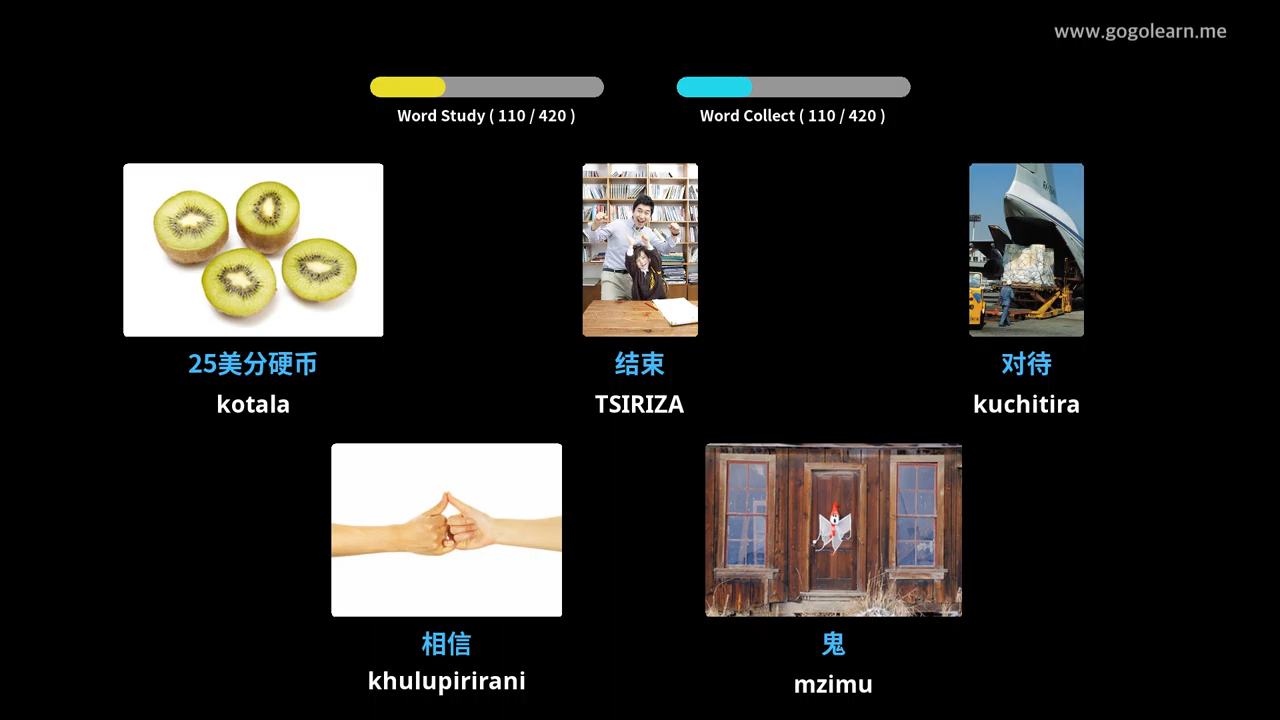 www.gogolearn.me
Word Study ( 110 / 420 )
Word Collect ( 110 / 420 )
25美分硬币
kotala
结束
TSIRIZA
对待
kuchitira
相信
khulupirirani
鬼
mzimu